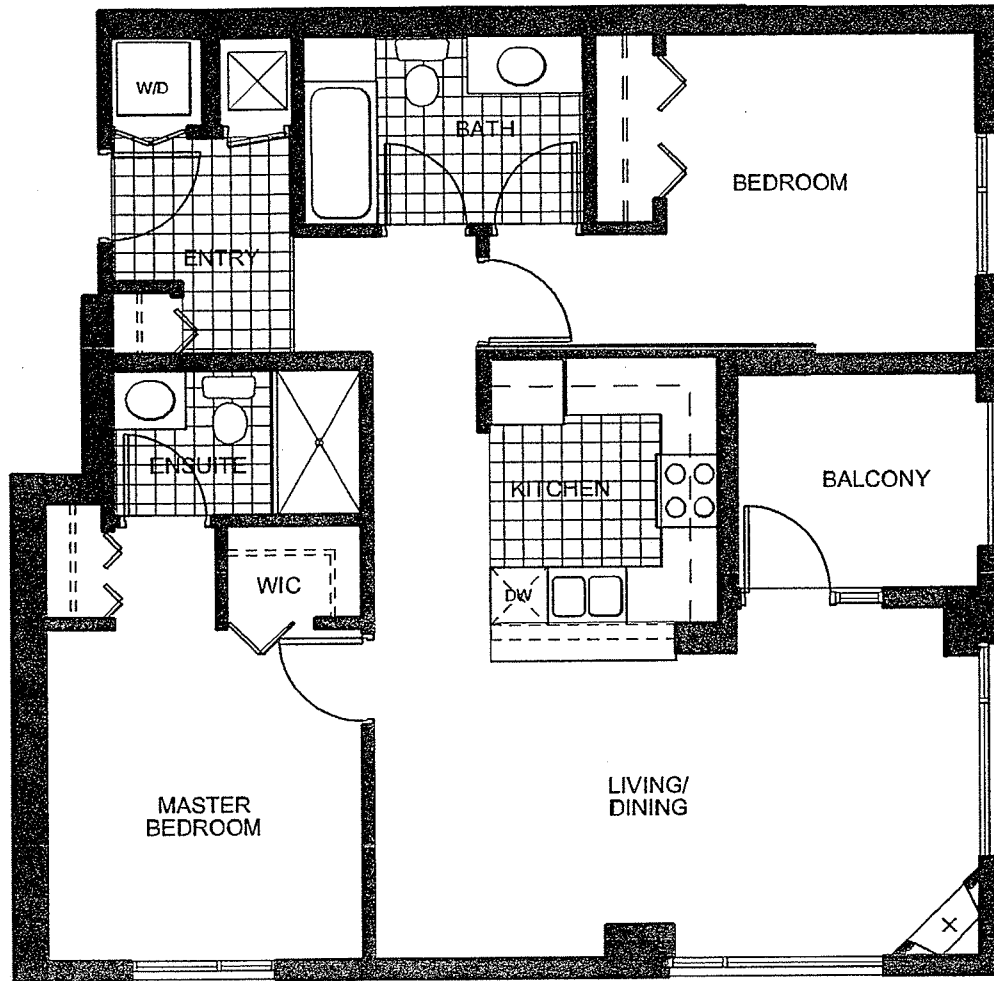 W/D
BATH
BEDROOM
ENTRY
ENSUITE
KITCHEN
BALCONY
WIC
DW
LIVING/
DINING
MASTER
BEDROOM